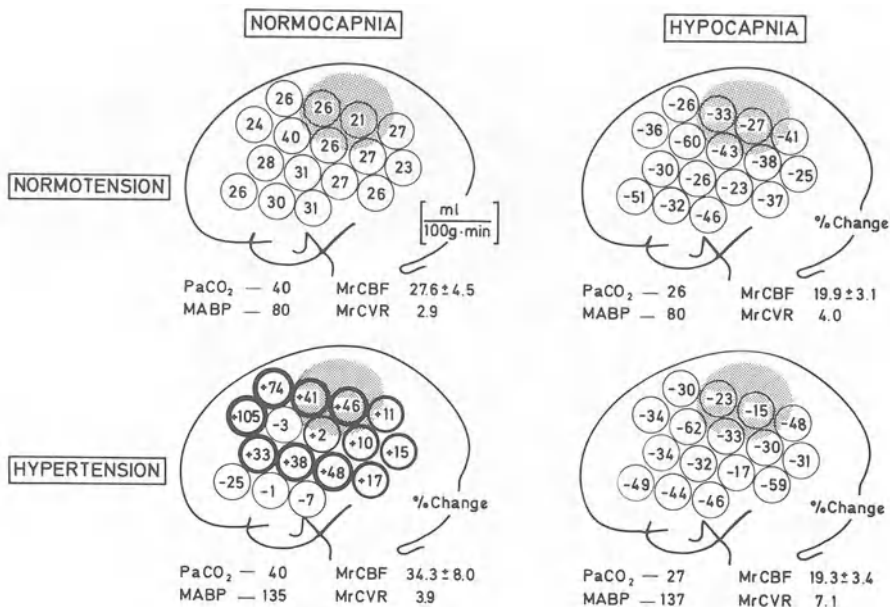 NORMOCAPNIA
HYPOCAPNIA
NORMOTENSION
26 26 21 27
24 40 26 27 23
28 31 27 26
26 30 31
[ml / 100g·min]
PaCO₂ — 40 MrCBF 27.6 ± 4.5
MABP — 80 MrCVR 2.9
-26 -33 -27 -41
-36 -60 -43 -38 -25
-30 -26 -23 -37
-51 -32 -46
% Change
PaCO₂ — 26 MrCBF 19.9 ± 3.1
MABP — 80 MrCVR 4.0
HYPERTENSION
+74 +41 +46 +11
+105 -3 +2 +10 +15
+33 +38 +48 +17
-25 -1 -7
% Change
PaCO₂ — 40 MrCBF 34.3 ± 8.0
MABP — 135 MrCVR 3.9
-30 -23 -15 -48
-34 -62 -33 -30 -31
-34 -32 -17 -59
-49 -44 -46
% Change
PaCO₂ — 27 MrCBF 19.3 ± 3.4
MABP — 137 MrCVR 7.1